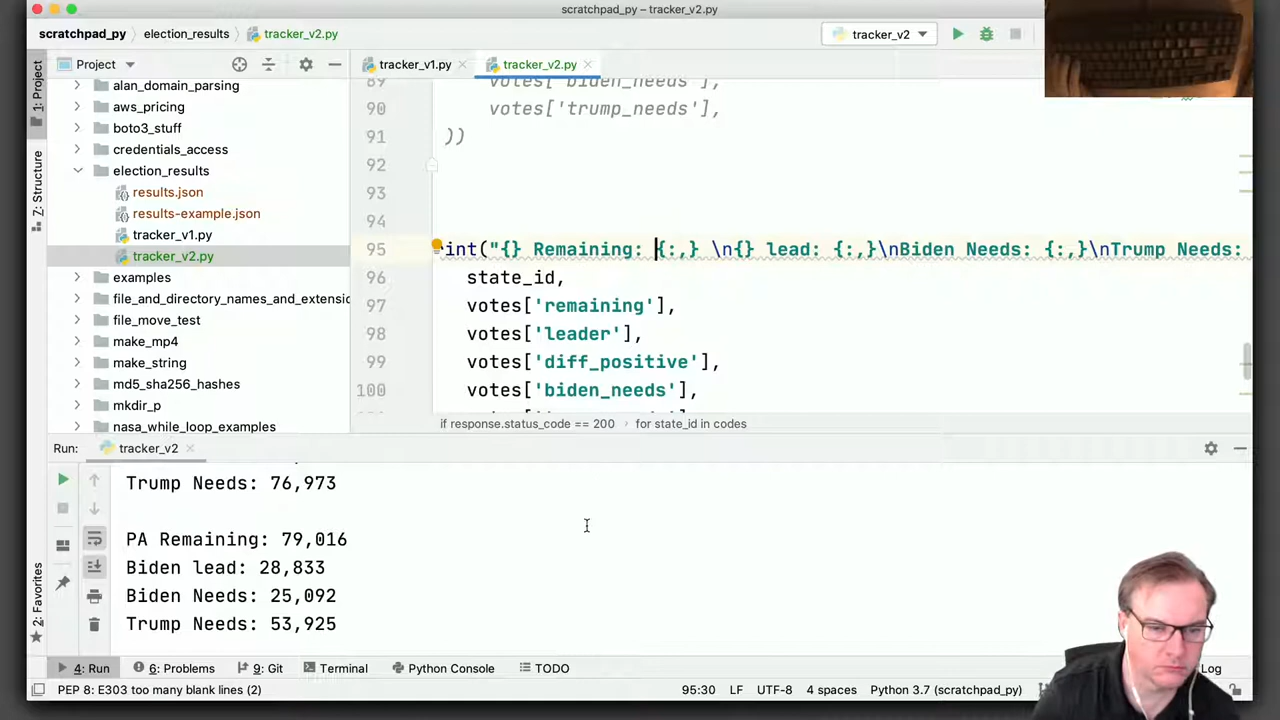 scratchpad_py – tracker_v2.py
scratchpad_py
election_results
tracker_v2.py
tracker_v2
Project
tracker_v1.py
tracker_v2.py
1: Project
Z: Structure
2: Favorites
alan_domain_parsing
aws_pricing
boto3_stuff
credentials_access
election_results
results.json
results-example.json
tracker_v1.py
tracker_v2.py
examples
file_and_directory_names_and_extensi
file_move_test
make_mp4
make_string
md5_sha256_hashes
mkdir_p
nasa_while_loop_examples
89 votes['biden_needs'],
90 votes['trump_needs'],
91 ))
92
93
94
95 int("{} Remaining: {:,} \n{} lead: {:,}\nBiden Needs: {:,}\nTrump Needs:
96 state_id,
97 votes['remaining'],
98 votes['leader'],
99 votes['diff_positive'],
100 votes['biden_needs'],
if response.status_code == 200 for state_id in codes
Run: tracker_v2
Trump Needs: 76,973
PA Remaining: 79,016
Biden lead: 28,833
Biden Needs: 25,092
Trump Needs: 53,925
4: Run 6: Problems 9: Git Terminal Python Console TODO Log
PEP 8: E303 too many blank lines (2) 95:30 LF UTF-8 4 spaces Python 3.7 (scratchpad_py)